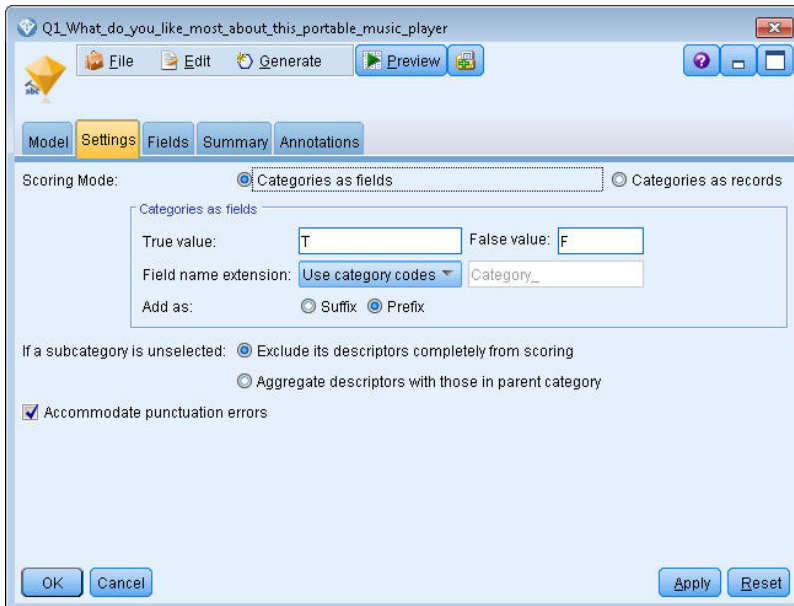 Q1_What_do_you_like_most_about_this_portable_music_player
abc
File Edit Generate Preview ?
Model Settings Fields Summary Annotations
Scoring Mode: Categories as fields Categories as records
Categories as fields
True value: T False value: F
Field name extension: Use category codes Category_
Add as: Suffix Prefix
If a subcategory is unselected: Exclude its descriptors completely from scoring
Aggregate descriptors with those in parent category
Accommodate punctuation errors
OK Cancel Apply Reset